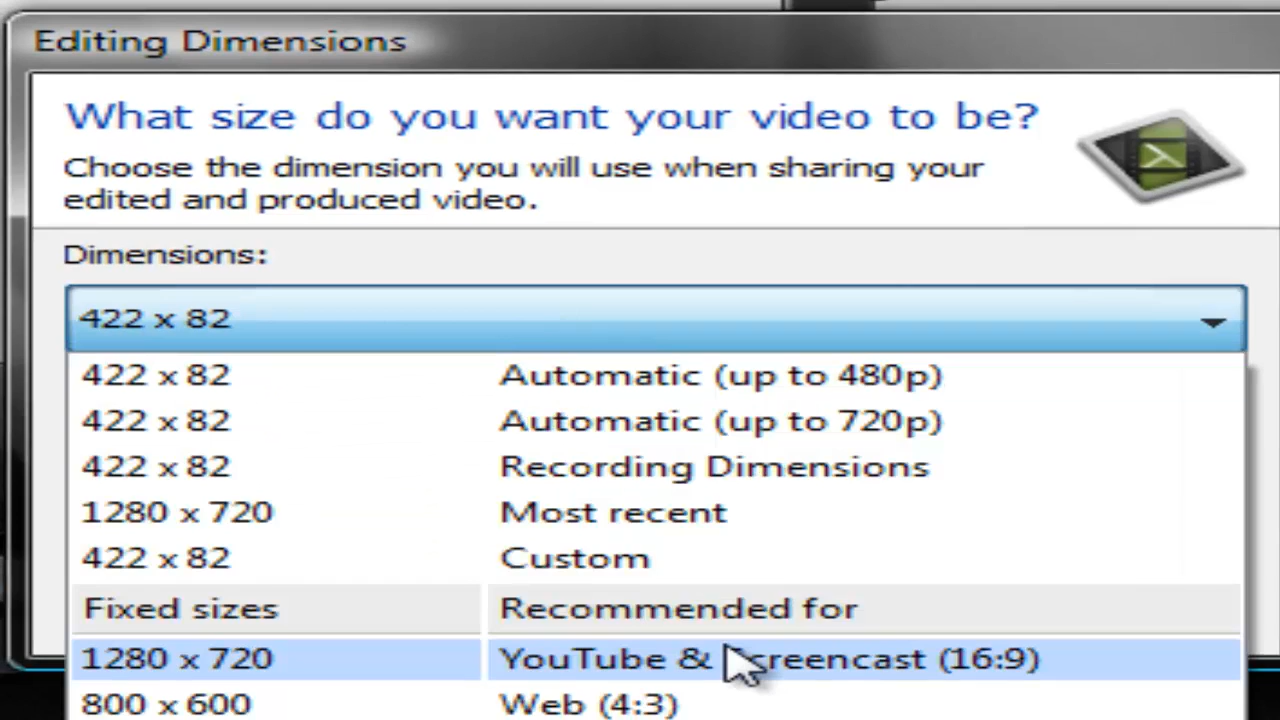 Editing Dimensions
What size do you want your video to be?
Choose the dimension you will use when sharing your
edited and produced video.
Dimensions:
422 x 82
422 x 82 Automatic (up to 480p)
422 x 82 Automatic (up to 720p)
422 x 82 Recording Dimensions
1280 x 720 Most recent
422 x 82 Custom
Fixed sizes Recommended for
1280 x 720 YouTube & Screencast (16:9)
800 x 600 Web (4:3)